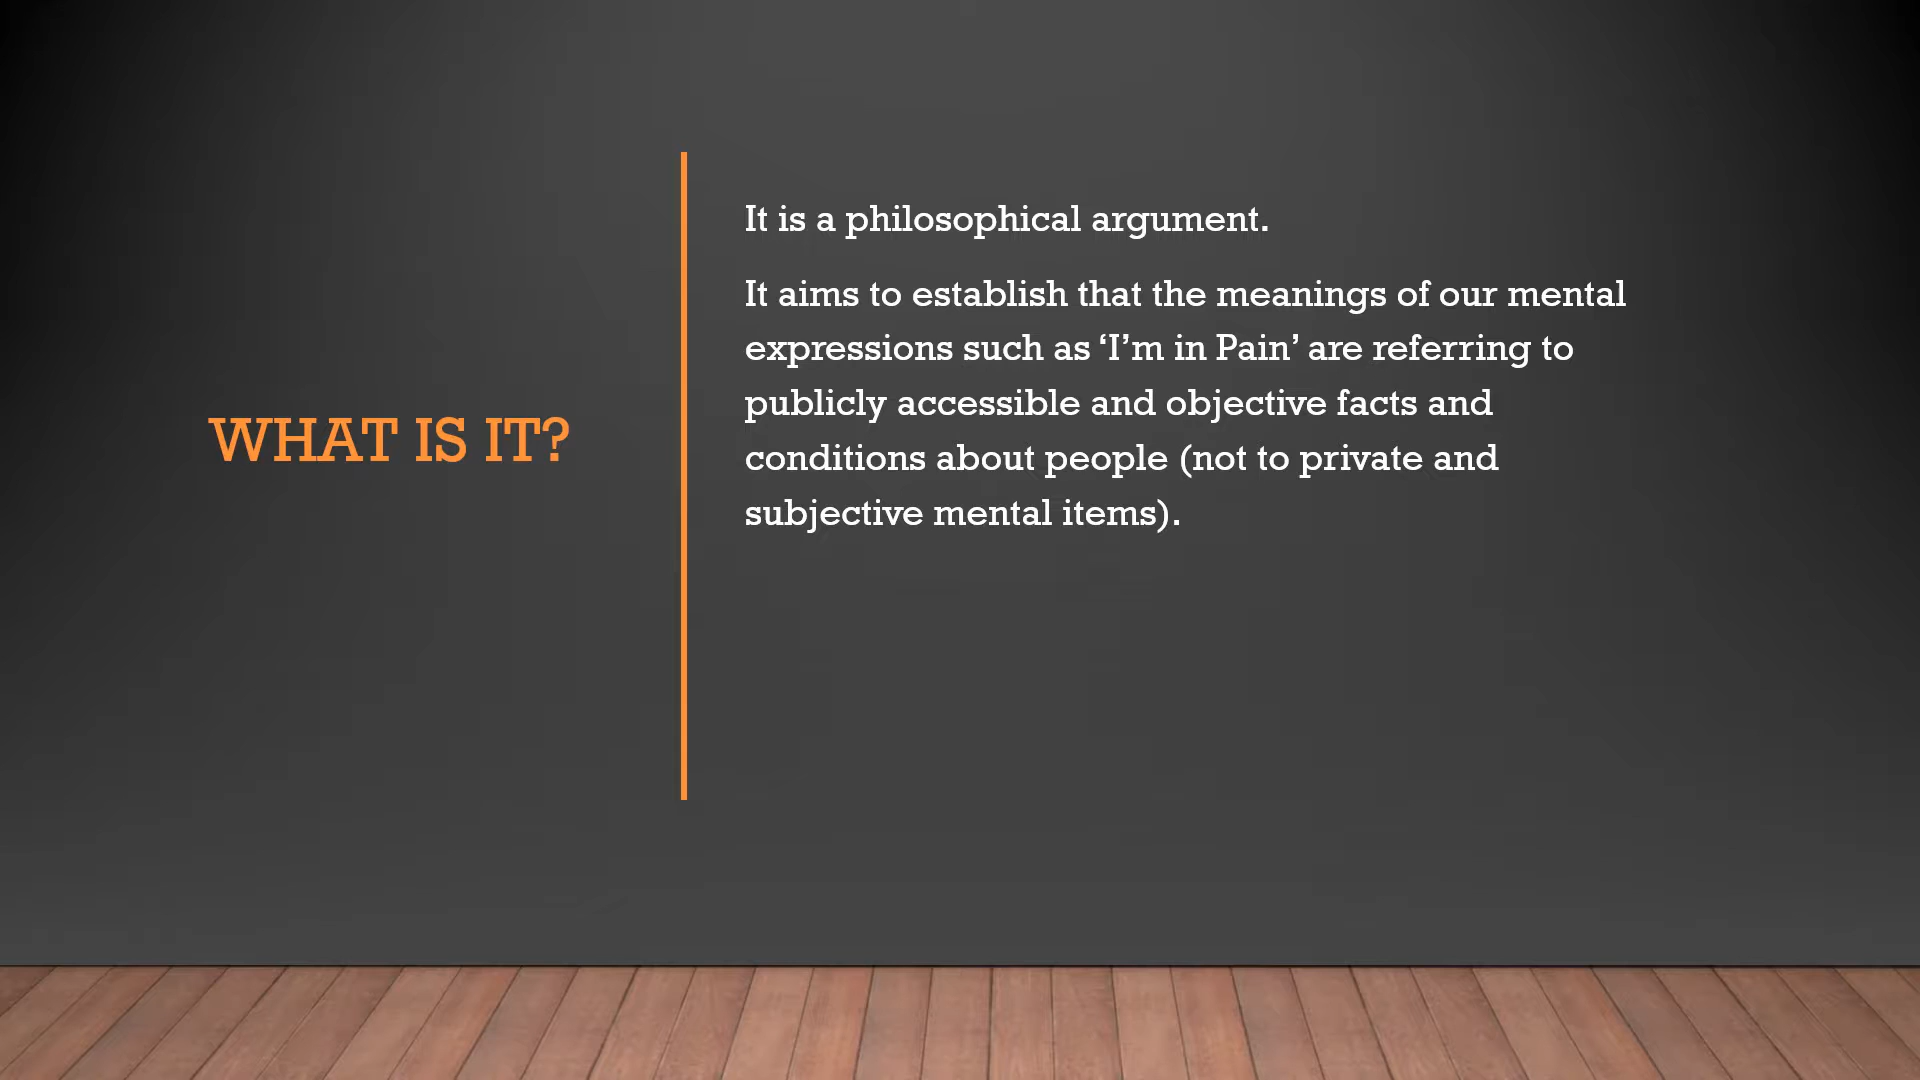 WHAT IS IT?
It is a philosophical argument.
It aims to establish that the meanings of our mental
expressions such as ‘I’m in Pain’ are referring to
publicly accessible and objective facts and
conditions about people (not to private and
subjective mental items).